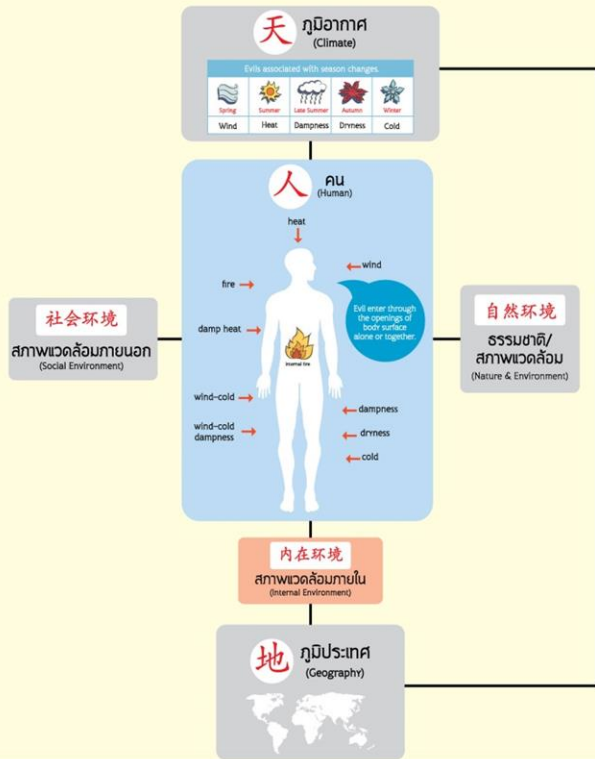 天 ภูมิอากาศ
(Climate)
Evils associated with season changes.
Spring Summer Late Summer Autumn Winter
Wind Heat Dampness Dryness Cold
人 คน
(Human)
heat
wind
fire
Evil enter through
the openings of
body surface
alone or together.
damp heat
Internal fire
wind-cold
dampness
wind-cold
dampness
dryness
cold
社会环境
สภาพแวดล้อมภายนอก
(Social Environment)
自然环境
ธรรมชาติ/
สภาพแวดล้อม
(Nature & Environment)
内在环境
สภาพแวดล้อมภายใน
(Internal Environment)
地 ภูมิประเทศ
(Geography)